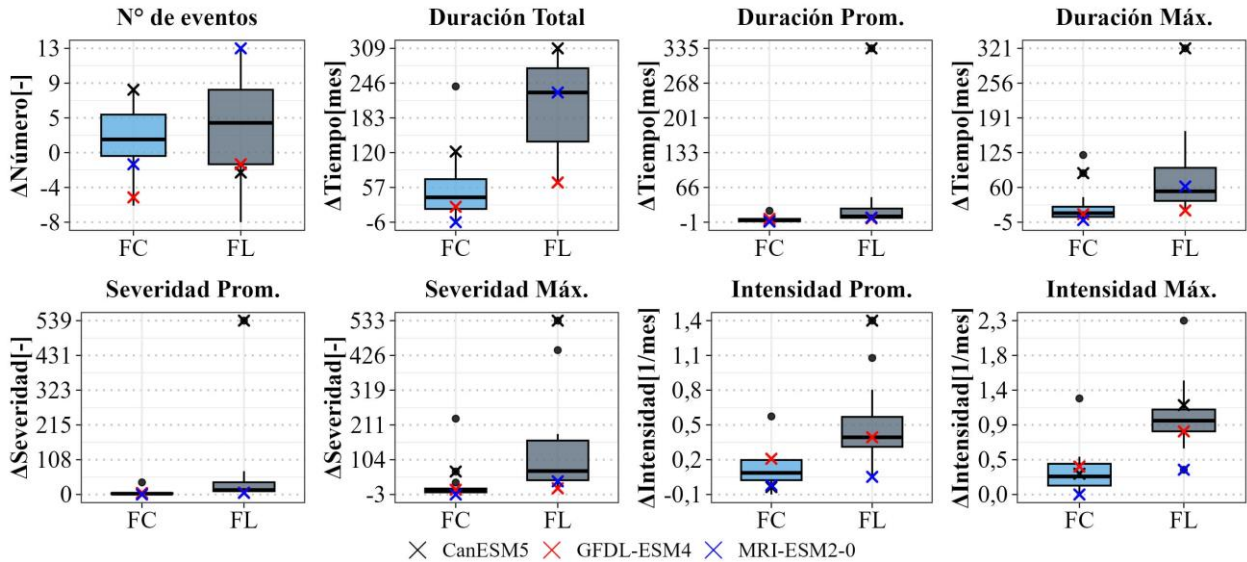 N° de eventos
ΔNúmero[-]
13
9
5
0
-4
-8
FC FL
Duración Total
ΔTiempo[mes]
309
246
183
120
57
-6
FC FL
Duración Prom.
ΔTiempo[mes]
335
268
201
133
66
-1
FC FL
Duración Máx.
ΔTiempo[mes]
321
256
191
125
60
-5
FC FL
Severidad Prom.
ΔSeveridad[-]
539
431
323
215
108
0
FC FL
Severidad Máx.
ΔSeveridad[-]
533
426
319
211
104
-3
FC FL
Intensidad Prom.
ΔIntensidad[1/mes]
1,4
1,1
0,8
0,5
0,2
-0,1
FC FL
Intensidad Máx.
ΔIntensidad[1/mes]
2,3
1,8
1,4
0,9
0,5
0,0
FC FL
CanESM5 GFDL-ESM4 MRI-ESM2-0